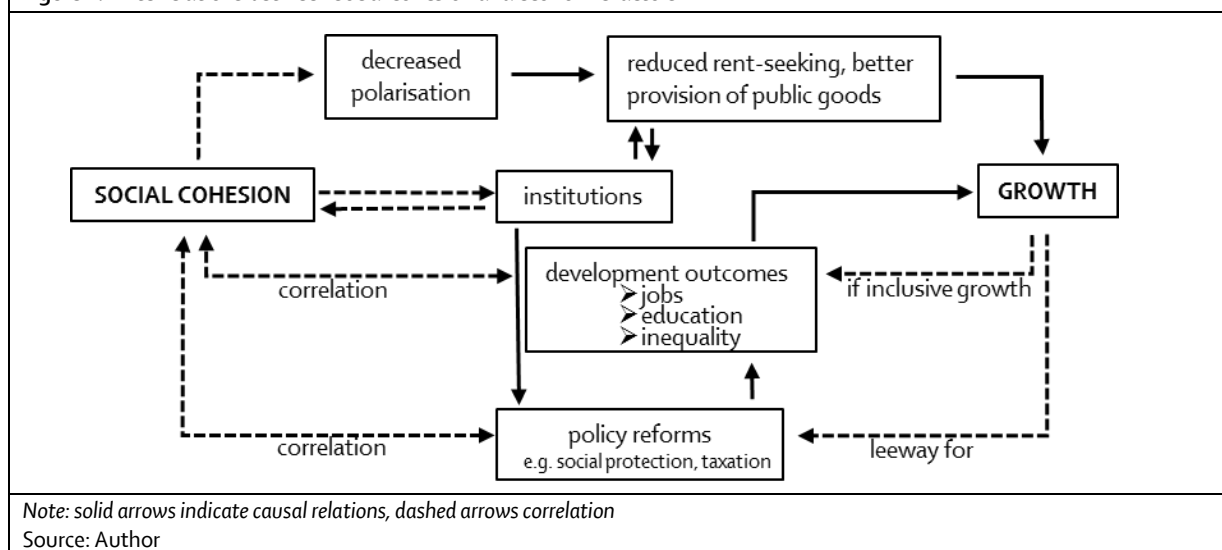 decreased
polarisation
reduced rent-seeking, better
provision of public goods
SOCIAL COHESION
institutions
GROWTH
development outcomes
➤ jobs
➤ education
➤ inequality
correlation
if inclusive growth
policy reforms
e.g. social protection, taxation
correlation
leeway for
Note: solid arrows indicate causal relations, dashed arrows correlation
Source: Author